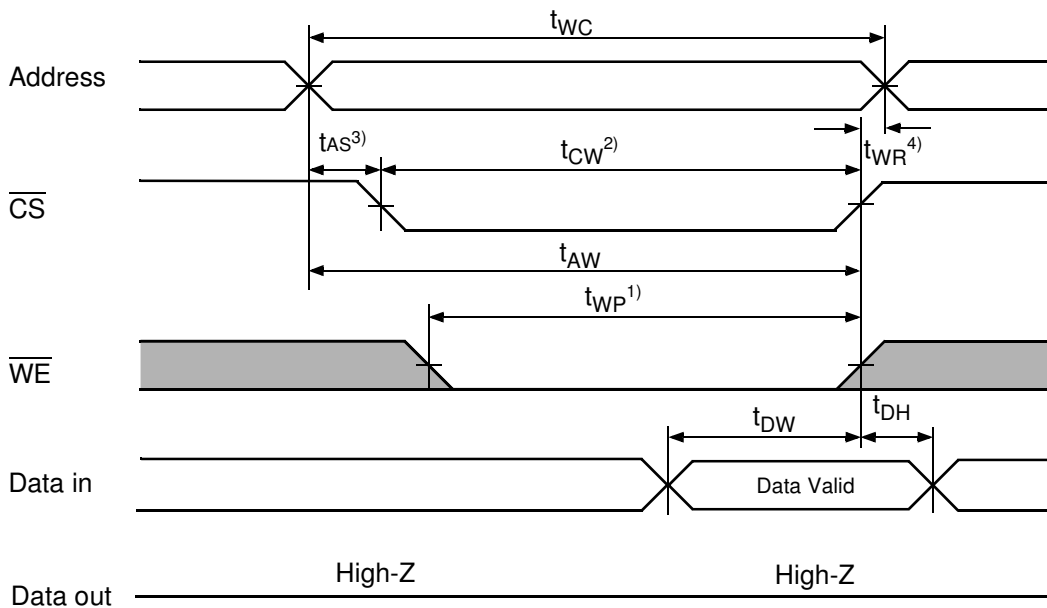 tWC
Address
tAS3)
tCW2)
tWR4)
CS
tAW
tWP1)
WE
tDW
tDH
Data in
Data Valid
High-Z
High-Z
Data out